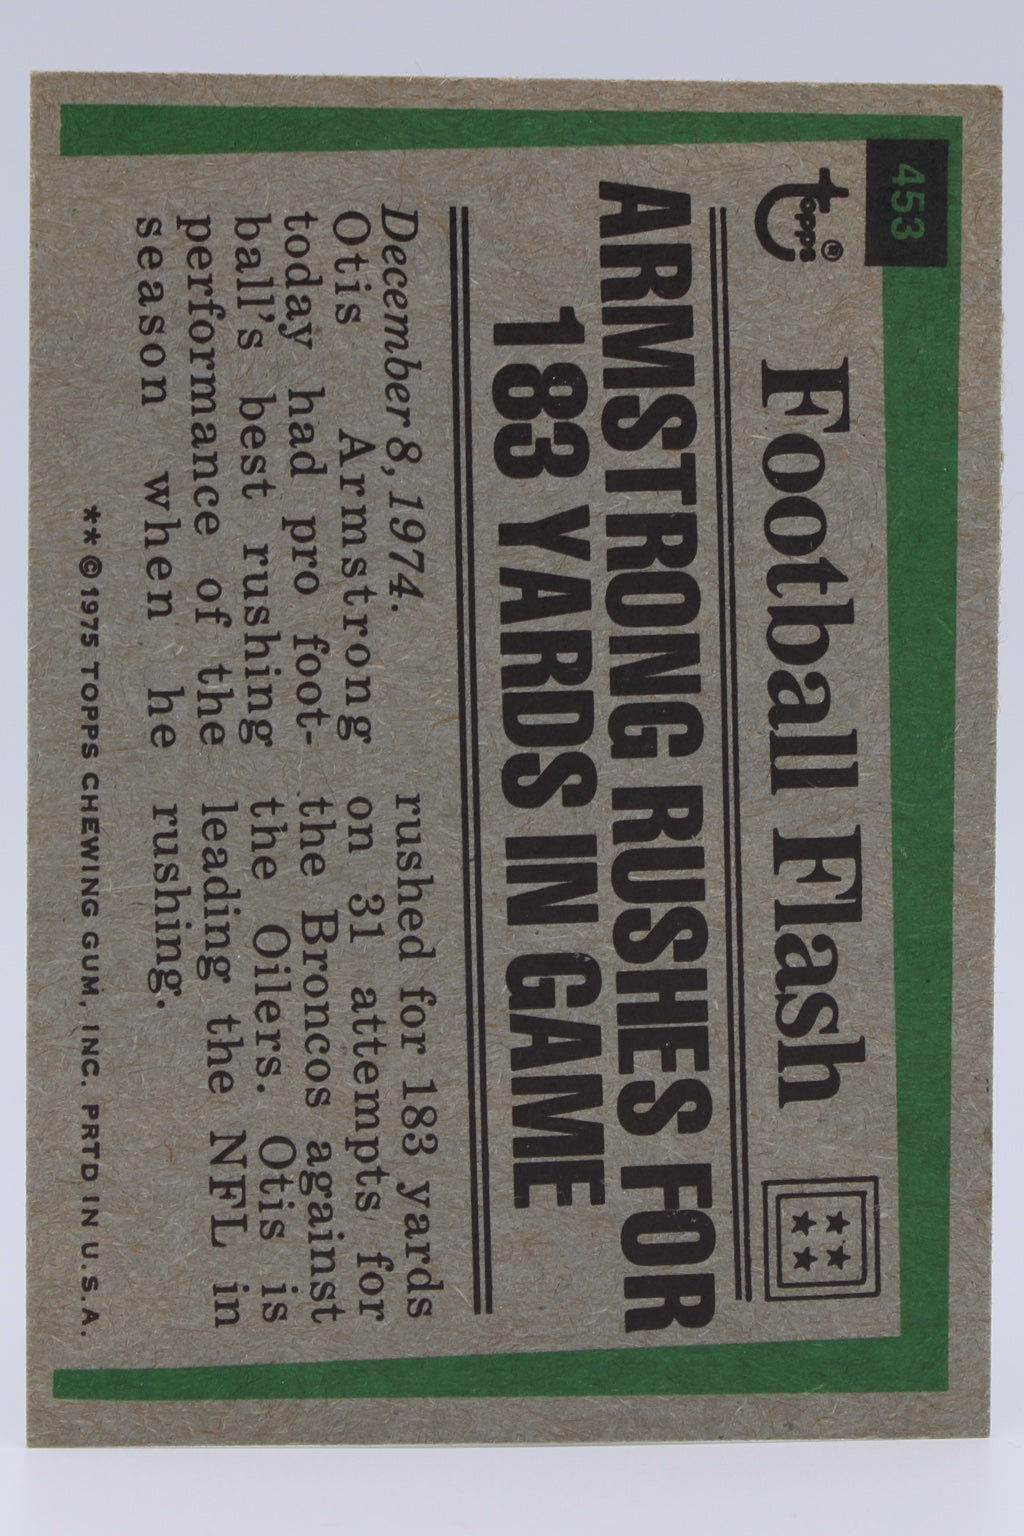 453
topps®
Football Flash
ARMSTRONG RUSHES FOR
183 YARDS IN GAME
December 8, 1974.
Otis Armstrong
today had pro foot-
ball's best rushing
performance of the
season when he
rushed for 183 yards
on 31 attempts for
the Broncos against
the Oilers. Otis is
leading the NFL in
rushing.
**©1975 TOPPS CHEWING GUM, INC. PRTD IN U.S.A.